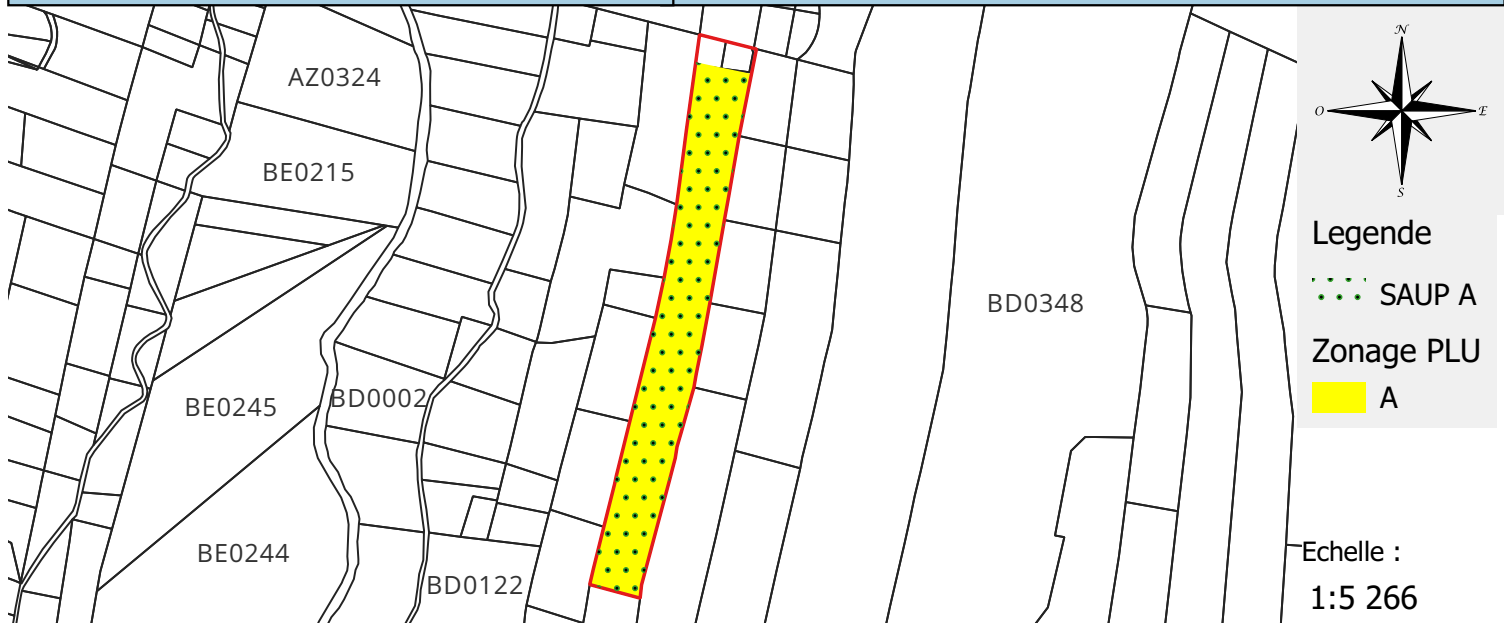 AZ0324
BE0215
BD0348
BE0245
BD0002
BE0244
BD0122
N
O
E
S
Legende
SAUP A
Zonage PLU
A
Echelle :
1:5 266